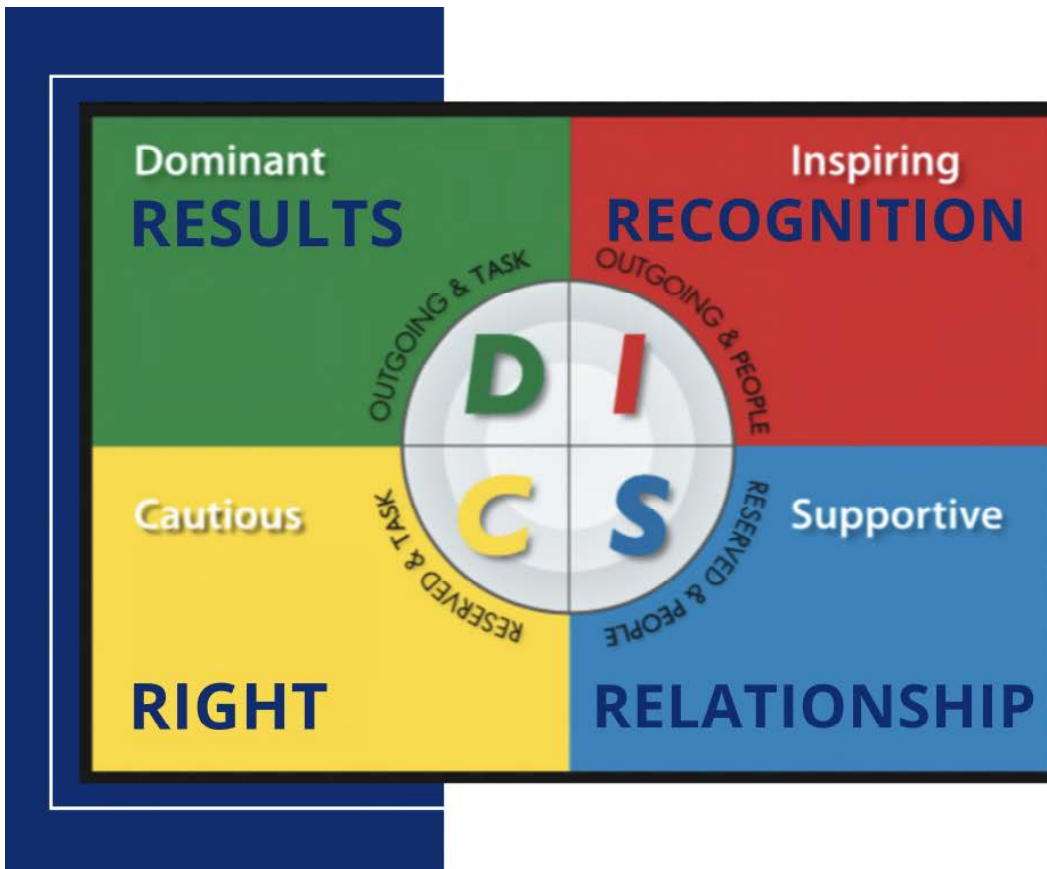 Dominant
RESULTS
Inspiring
RECOGNITION
OUTGOING & TASK
OUTGOING & PEOPLE
D
I
C
S
RESERVED & TASK
RESERVED & PEOPLE
Cautious
RIGHT
Supportive
RELATIONSHIP